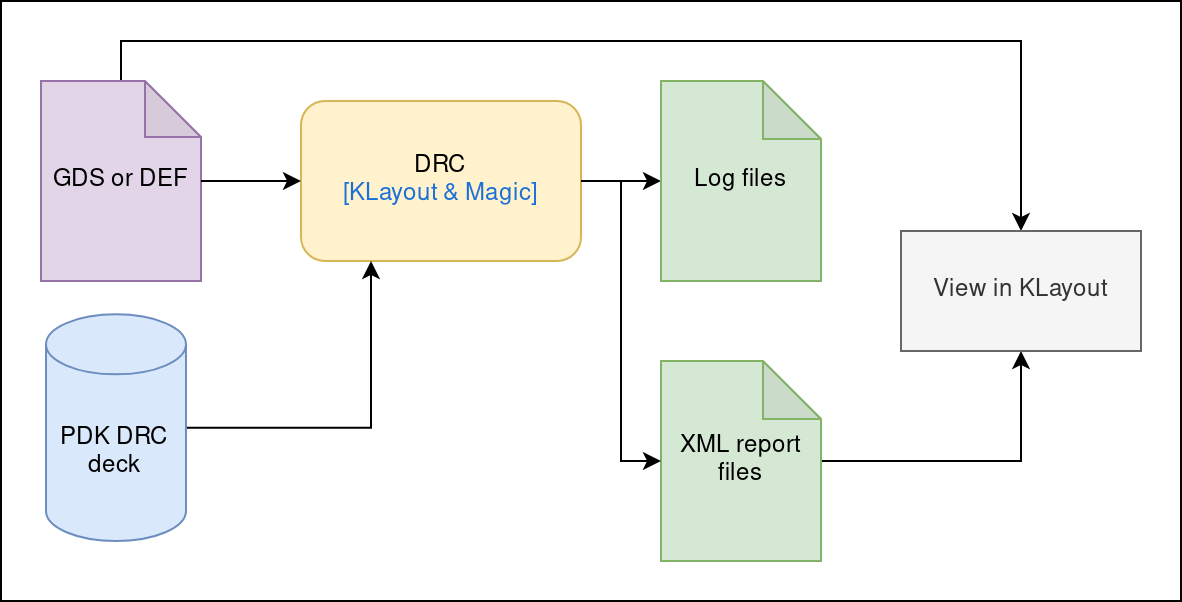 GDS or DEF
DRC
[KLayout & Magic]
Log files
View in KLayout
PDK DRC
deck
XML report
files